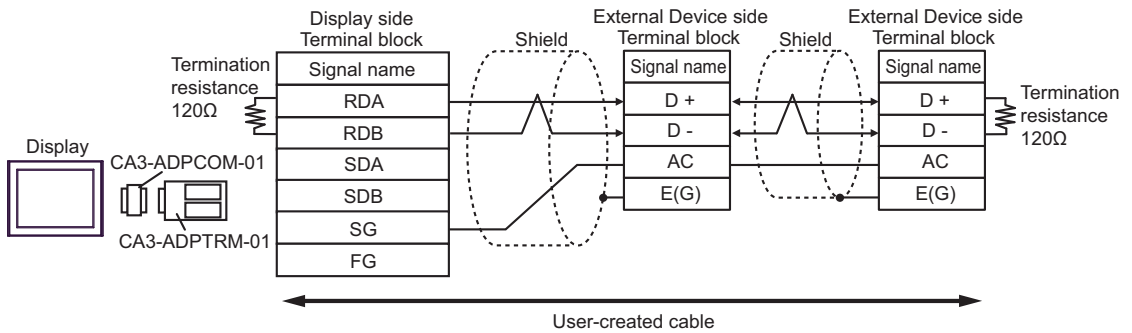 Display side
Terminal block
Signal name
RDA
RDB
SDA
SDB
SG
FG
Termination
resistance
120Ω
Display
CA3-ADPCOM-01
CA3-ADPTRM-01
Shield
External Device side
Terminal block
Signal name
D +
D -
AC
E(G)
Shield
External Device side
Terminal block
Signal name
D +
D -
AC
E(G)
Termination
resistance
120Ω
User-created cable